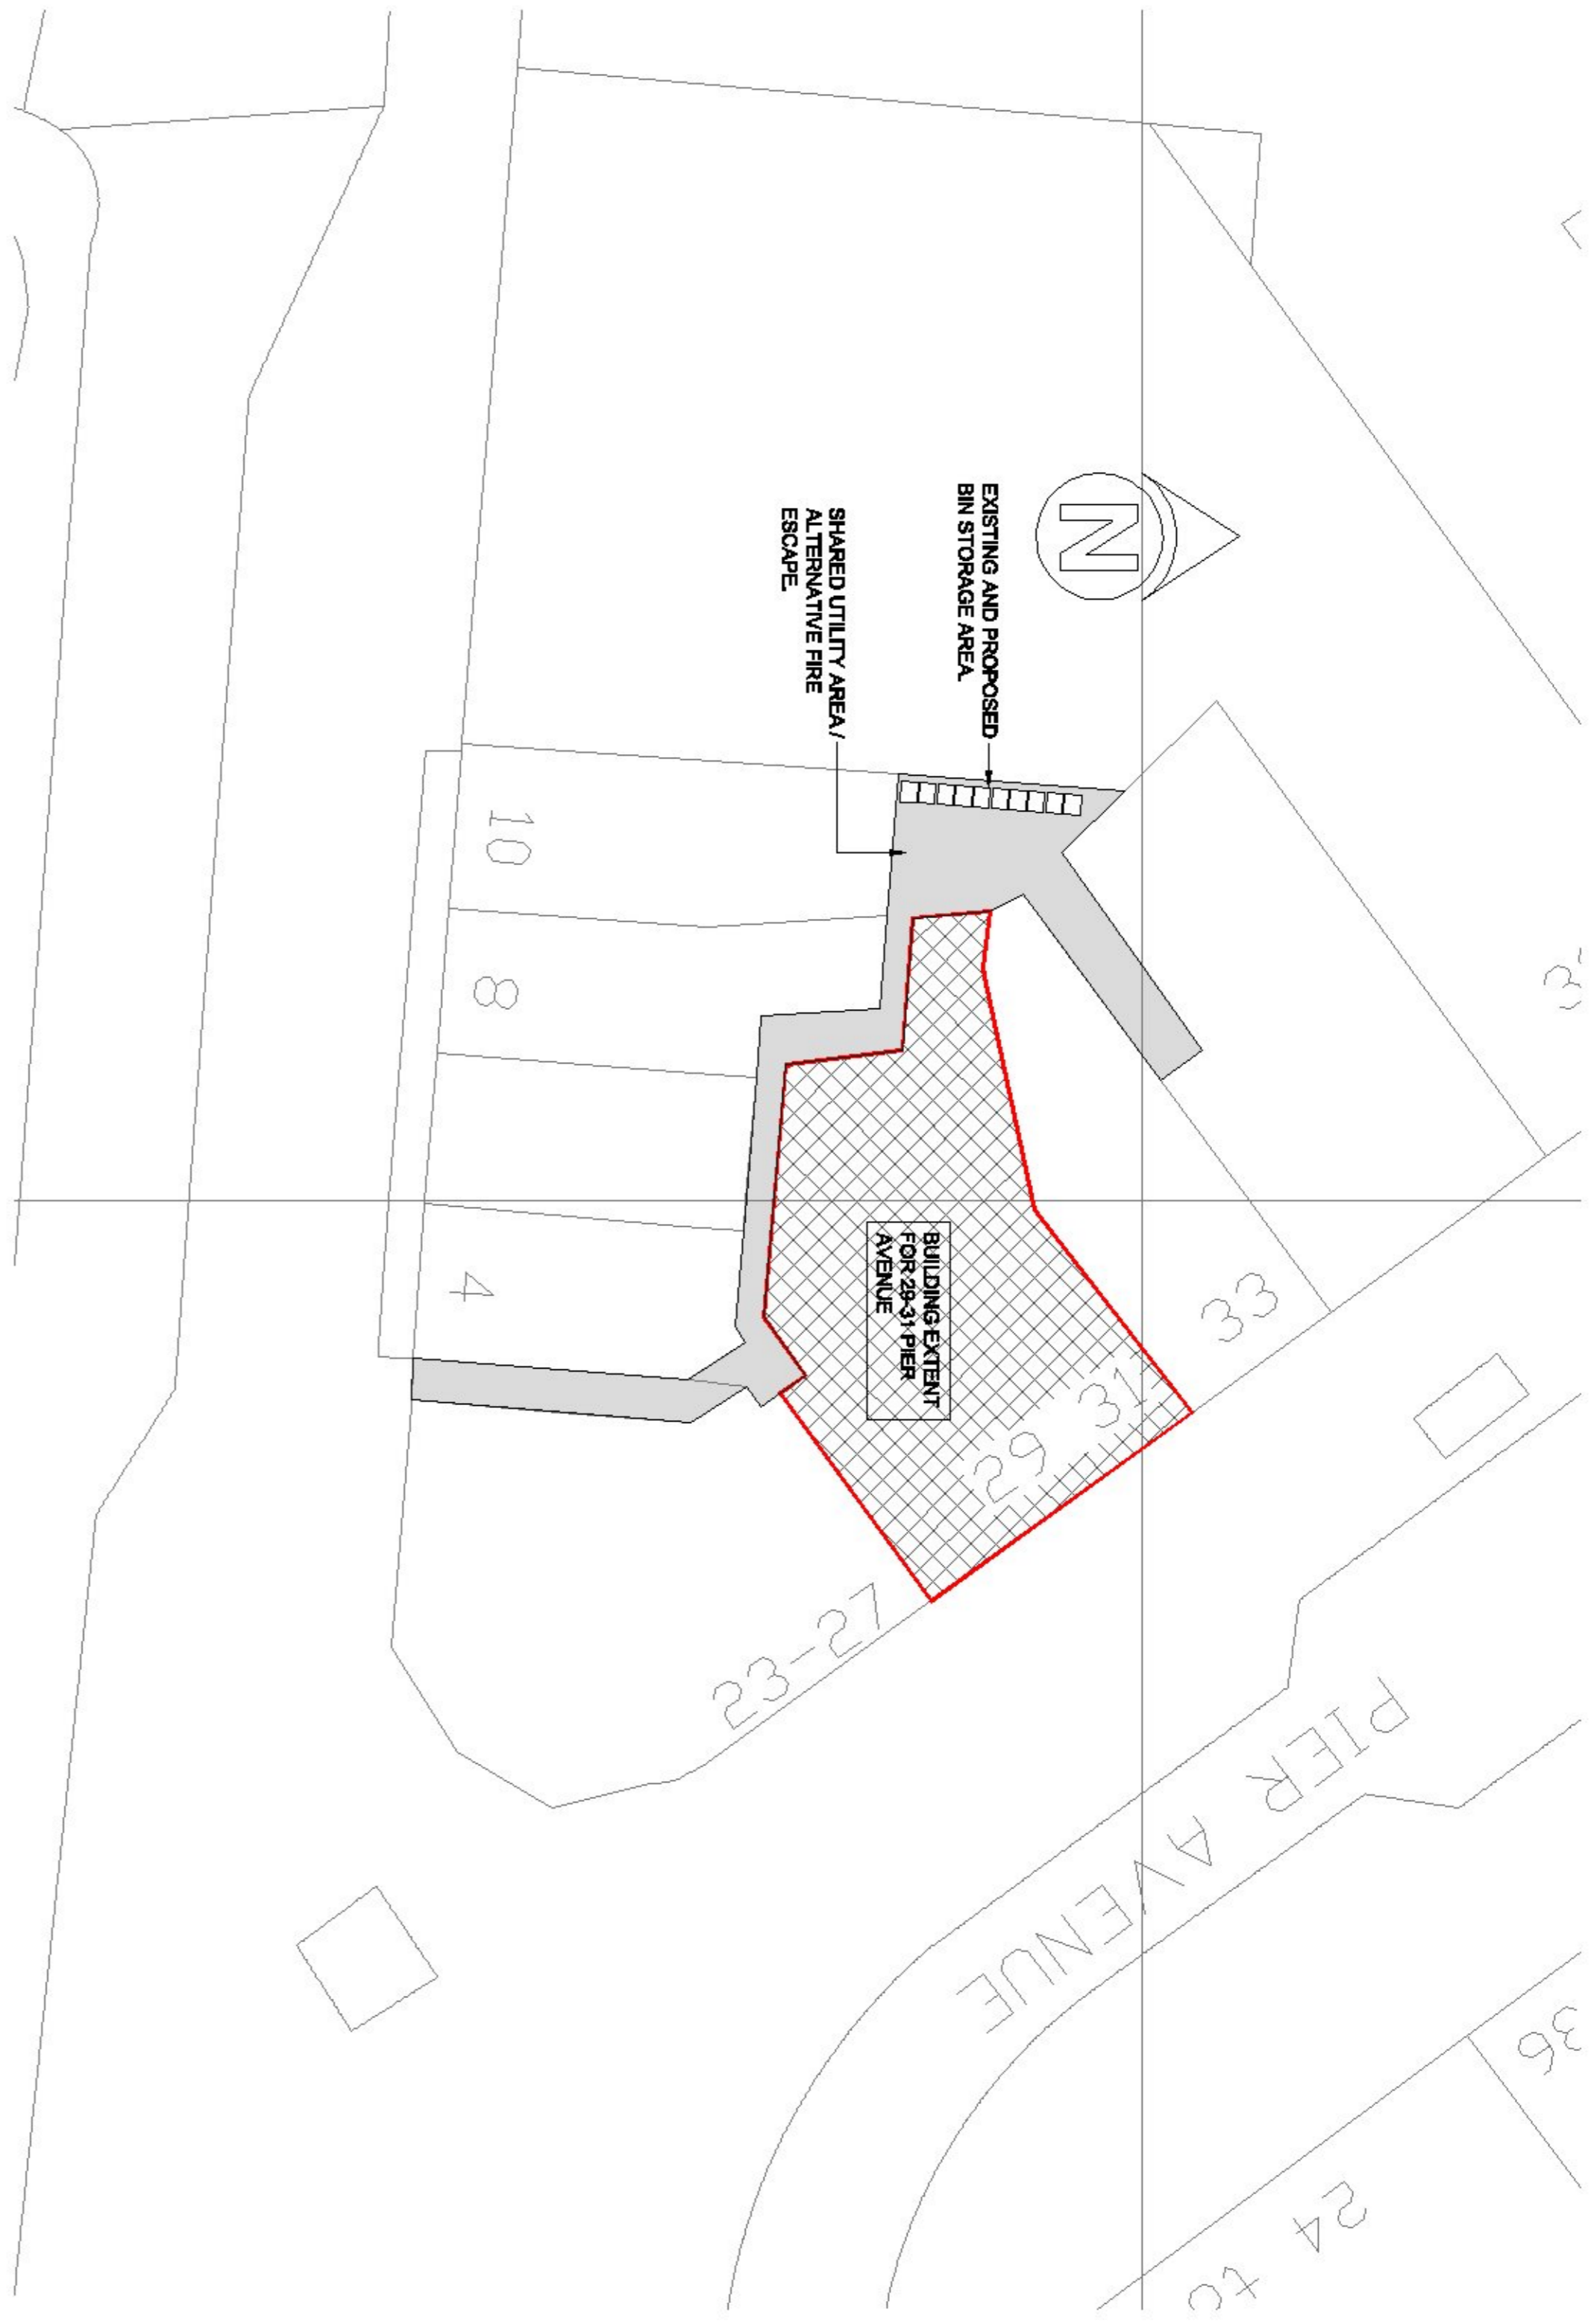 N
EXISTING AND PROPOSED
BIN STORAGE AREA.
SHARED UTILITY AREA /
ALTERNATIVE FIRE
ESCAPE.
10
8
4
BUILDING EXTENT
FOR 29-31 PIER
AVENUE
33
29 31
23-27
PIER AVENUE
36
24 to